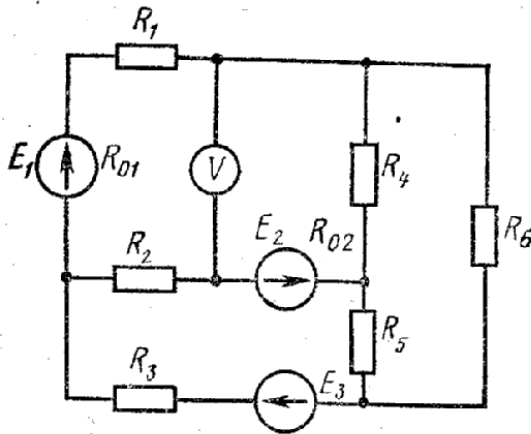 R₁
E₁ R₀₁
V
R₄
E₂ R₀₂
R₆
R₂
R₅
R₃
E₃